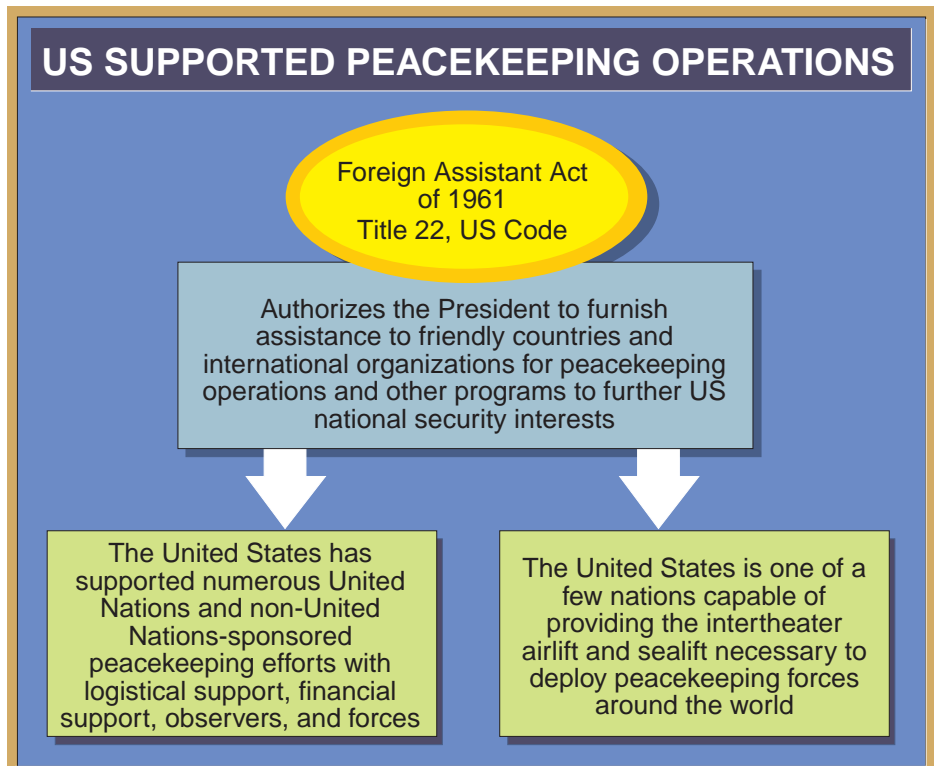 US SUPPORTED PEACEKEEPING OPERATIONS
Foreign Assistant Act
of 1961
Title 22, US Code
Authorizes the President to furnish
assistance to friendly countries and
international organizations for peacekeeping
operations and other programs to further US
national security interests
The United States has
supported numerous United
Nations and non-United
Nations-sponsored
peacekeeping efforts with
logistical support, financial
support, observers, and forces
The United States is one of a
few nations capable of
providing the intertheater
airlift and sealift necessary to
deploy peacekeeping forces
around the world